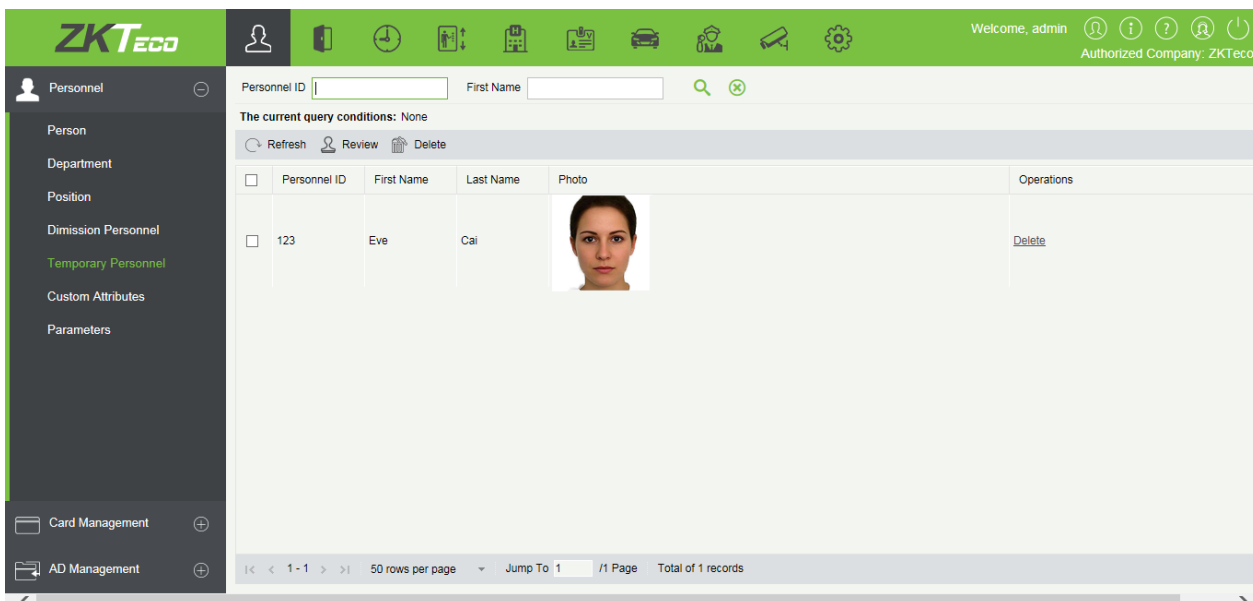 ZKTECO
Welcome, admin
Authorized Company: ZKTeco
Personnel
Person
Department
Position
Dimission Personnel
Temporary Personnel
Custom Attributes
Parameters
Card Management
AD Management
Personnel ID First Name
The current query conditions: None
Refresh Review Delete
Personnel ID First Name Last Name Photo Operations
123 Eve Cai Delete
|< < 1 - 1 > >| 50 rows per page Jump To 1 /1 Page Total of 1 records